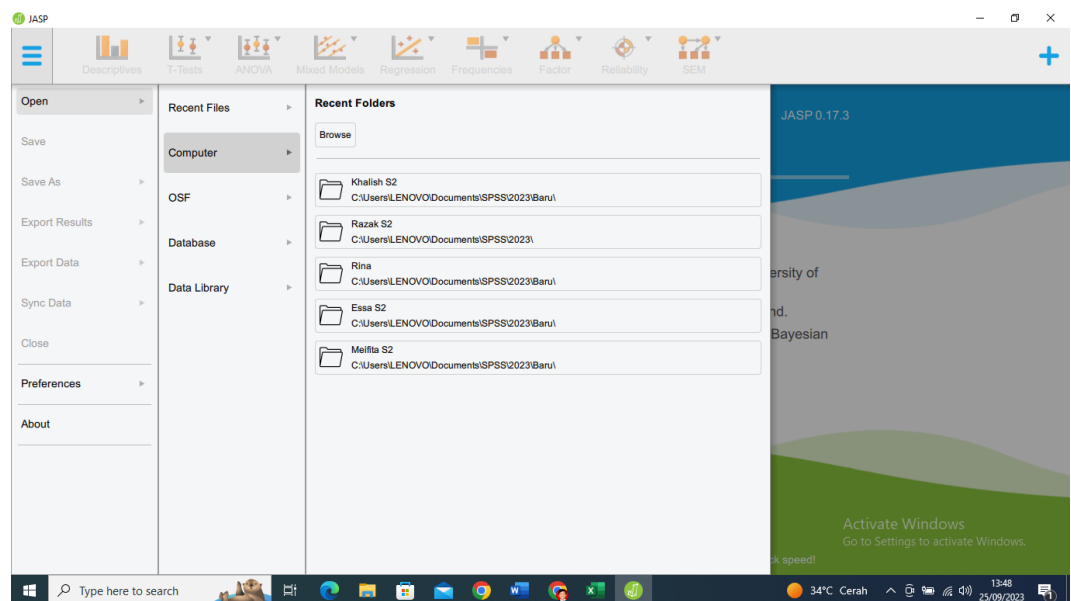 JASP
Descriptives
T-Tests
ANOVA
Mixed Models
Regression
Frequencies
Factor
Reliability
SEM
Open
Save
Save As
Export Results
Export Data
Sync Data
Close
Preferences
About
Recent Files
Computer
OSF
Database
Data Library
Recent Folders
Browse
Khalish S2
C:\Users\LENOVO\Documents\SPSS\2023\Baru\
Razak S2
C:\Users\LENOVO\Documents\SPSS\2023\
Rina
C:\Users\LENOVO\Documents\SPSS\2023\Baru\
Essa S2
C:\Users\LENOVO\Documents\SPSS\2023\Baru\
Meifita S2
C:\Users\LENOVO\Documents\SPSS\2023\Baru\
JASP 0.17.3
ersity of
nd.
Bayesian
Activate Windows
Go to Settings to activate Windows.
ck speed!
Type here to search
34°C Cerah
13:48
25/09/2023